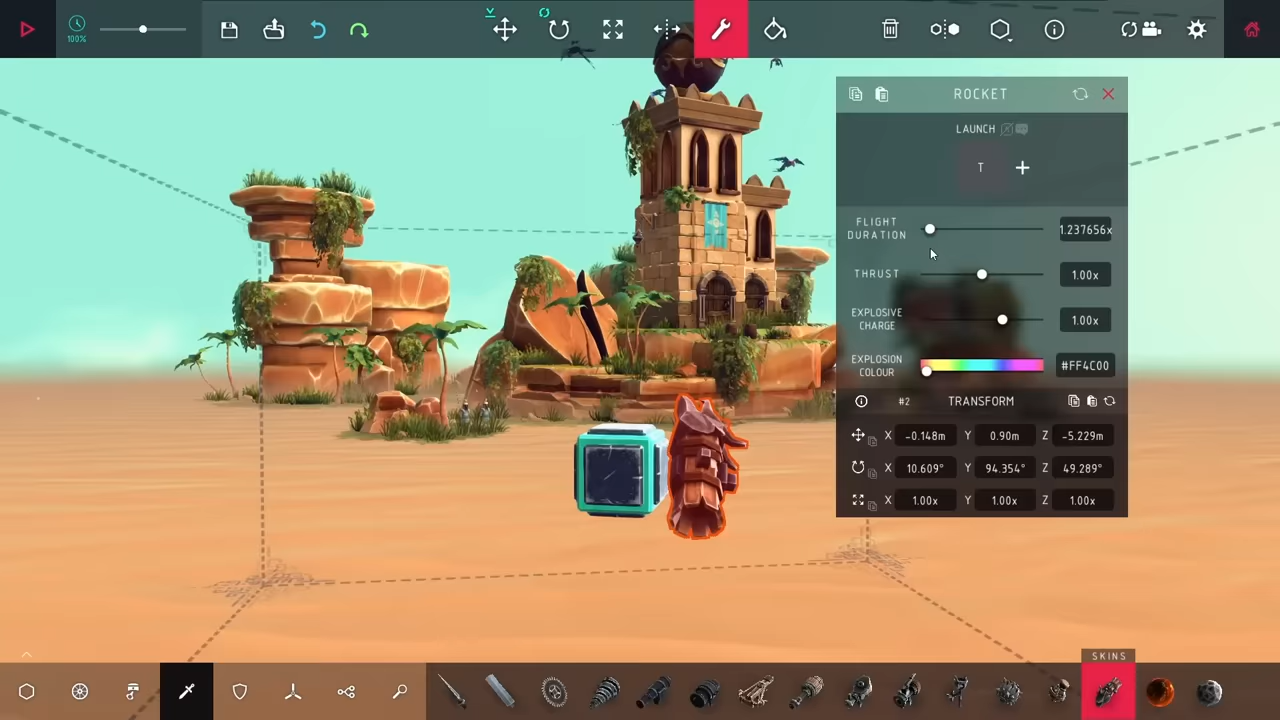 100%
ROCKET
LAUNCH
T
FLIGHT DURATION 1.237656x
THRUST 1.00x
EXPLOSIVE CHARGE 1.00x
EXPLOSION COLOUR #FF4C00
#2 TRANSFORM
X -0.148m Y 0.90m Z -5.229m
X 10.609° Y 94.354° Z 49.289°
X 1.00x Y 1.00x Z 1.00x
SKINS